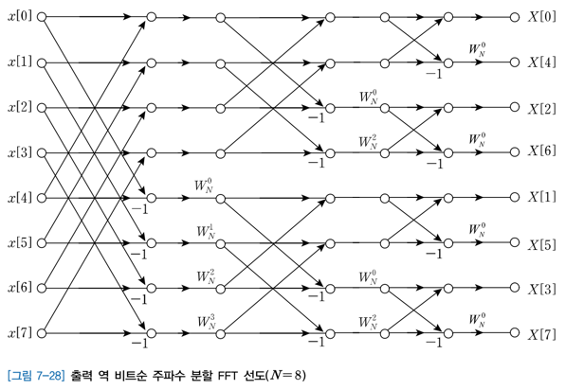 x[0] X[0]
W_N^0
x[1] -1 X[4]
x[2] -1 W_N^0 X[2]
W_N^2 W_N^0
x[3] -1 -1 X[6]
W_N^0
x[4] -1 X[1]
W_N^1 W_N^0
x[5] -1 -1 X[5]
W_N^2 W_N^0
x[6] -1 -1 X[3]
W_N^3 W_N^2 W_N^0
x[7] -1 -1 -1 X[7]
[그림 7-28] 출력 역 비트순 주파수 분할 FFT 선도(N=8)